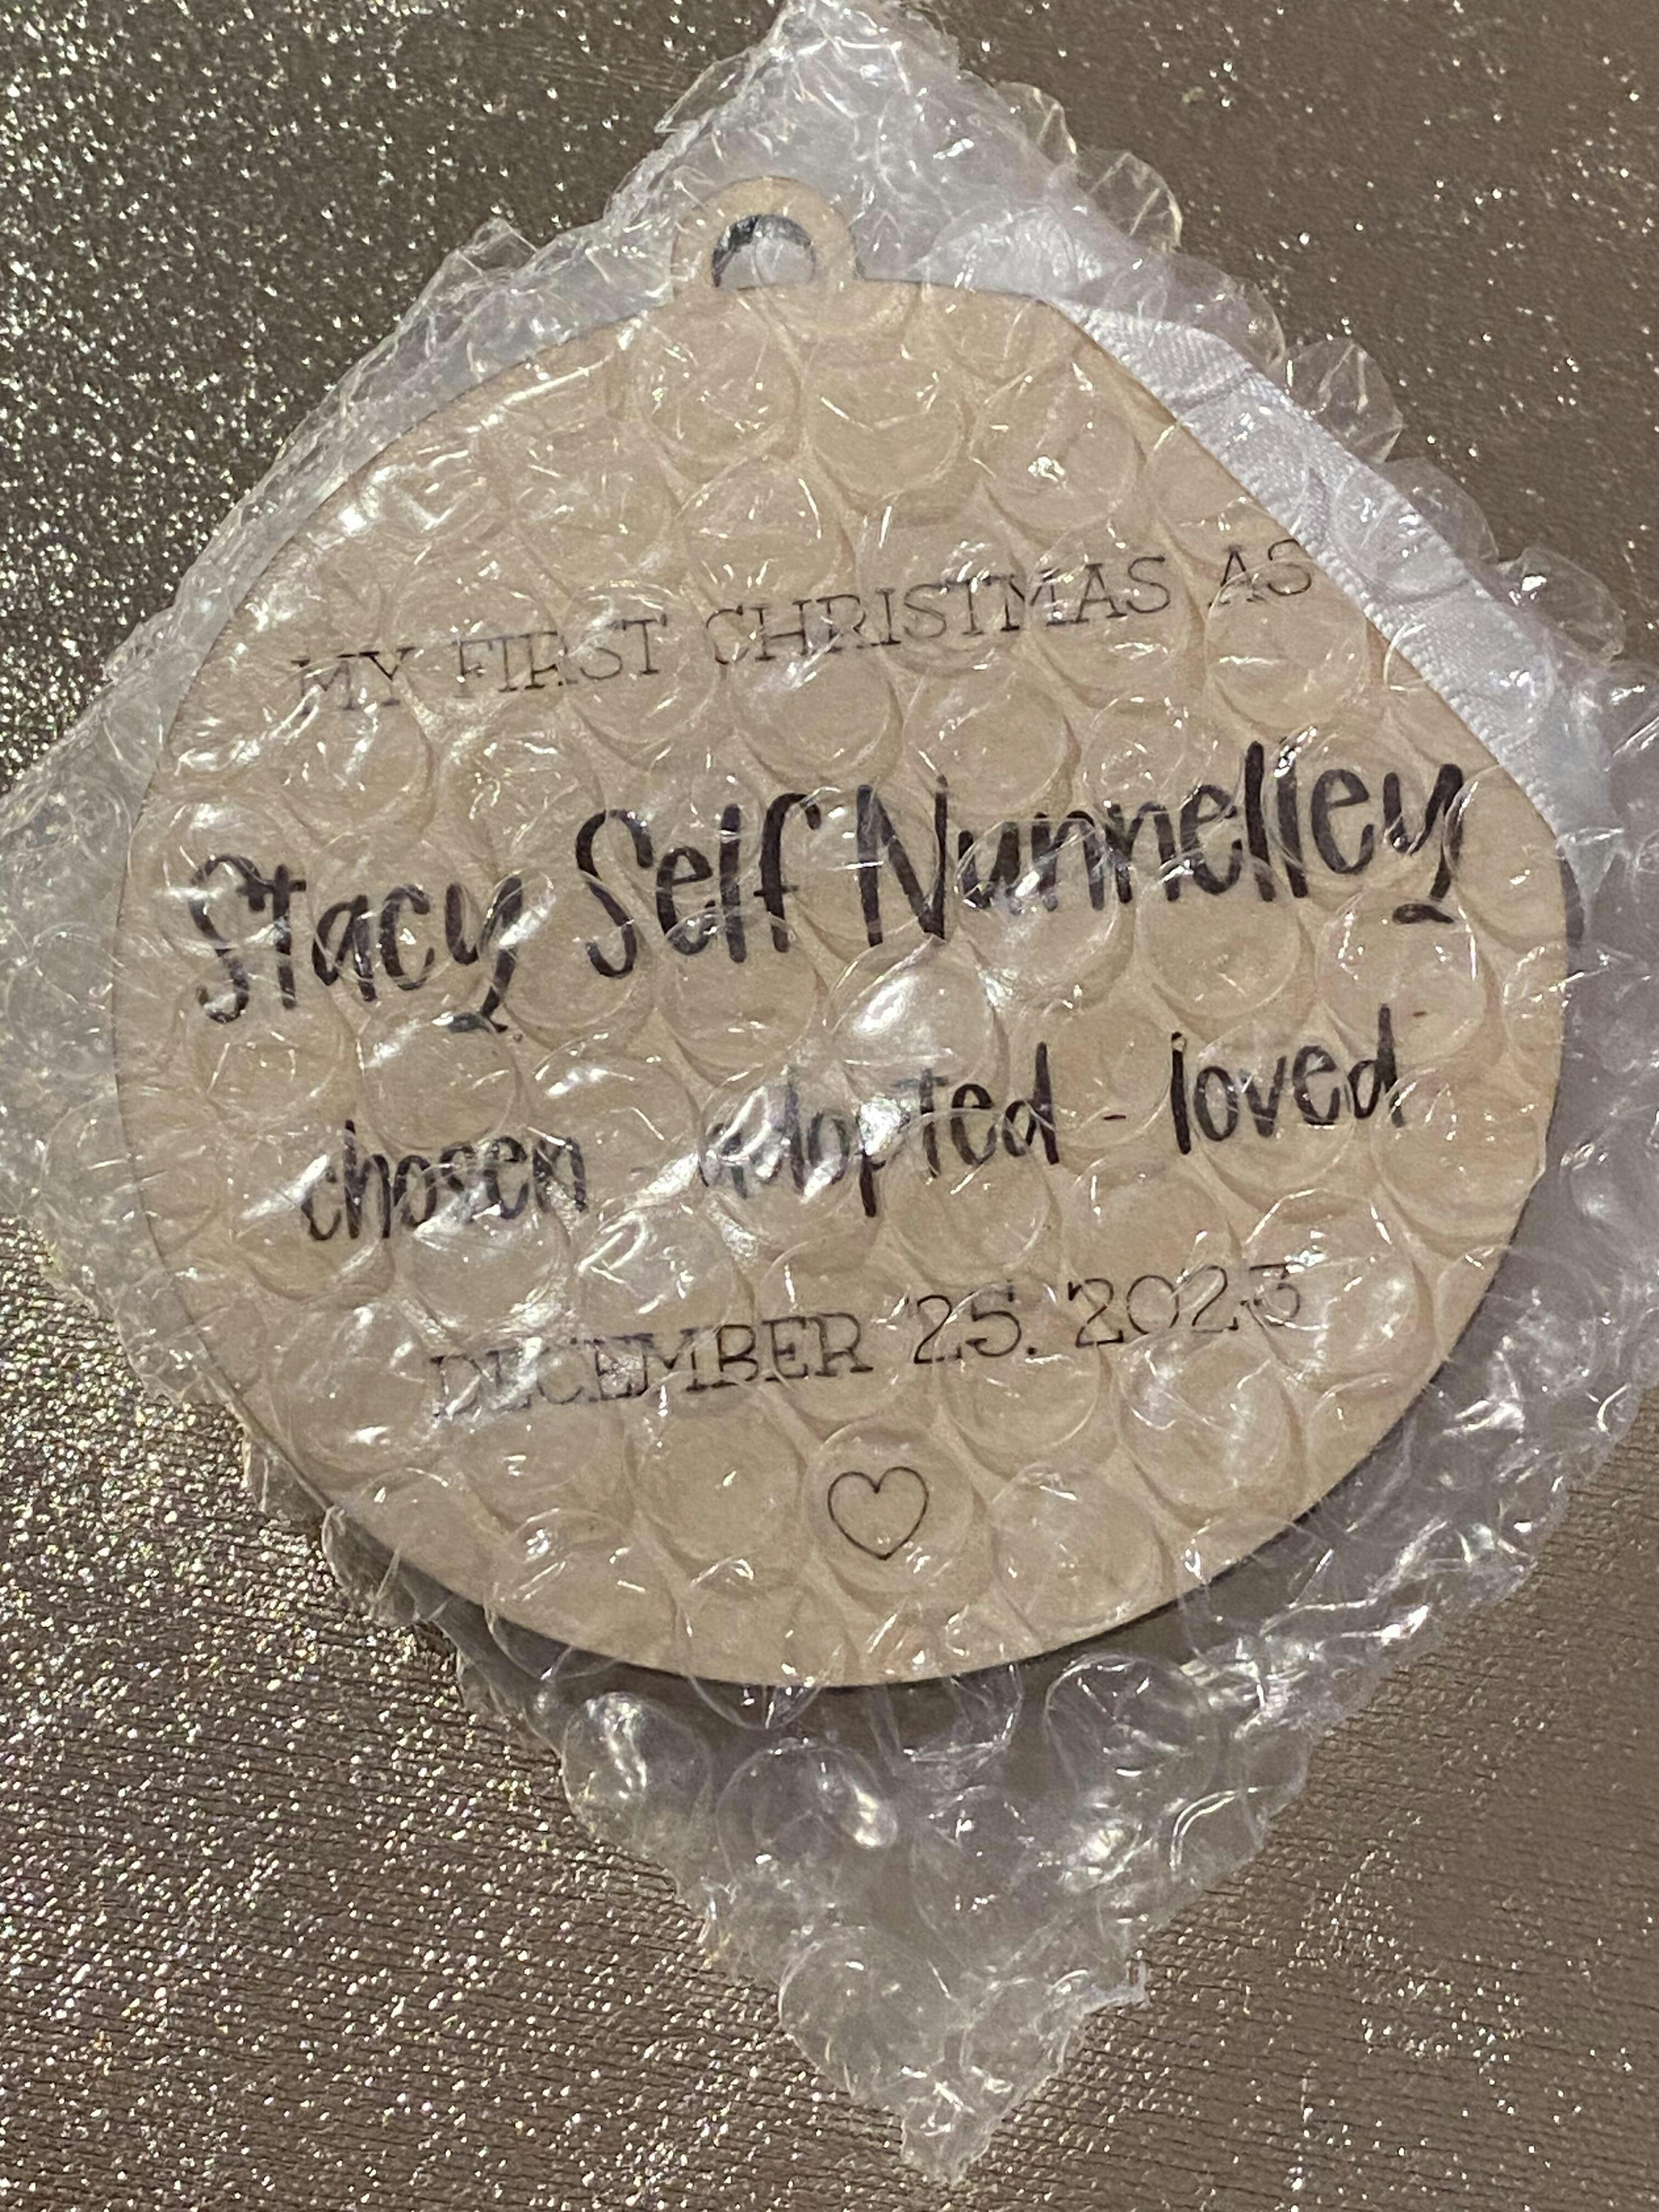 MY FIRST CHRISTMAS AS
Stacy Self Nunnelley
chosen - adopted - loved
DECEMBER 25. 2023